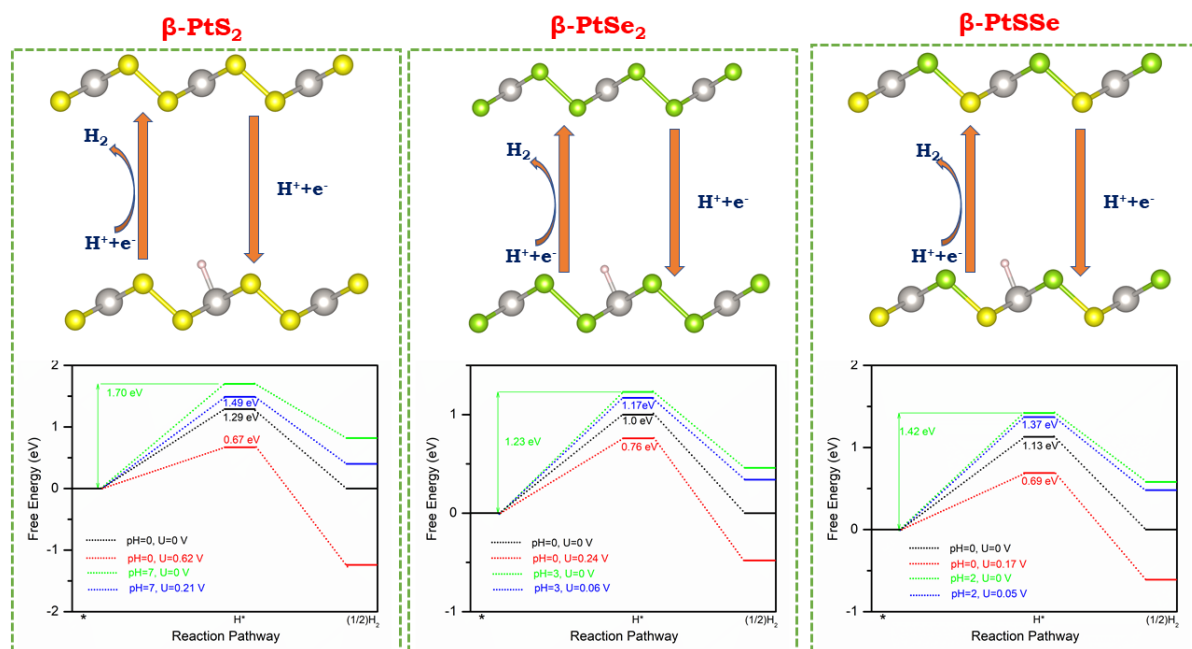 β-PtS₂
H₂
H⁺+e⁻
H⁺+e⁻
2
1
0
-1
-2
Free Energy (eV)
1.70 eV
1.49 eV
1.29 eV
0.67 eV
pH=0, U=0 V
pH=0, U=0.62 V
pH=7, U=0 V
pH=7, U=0.21 V
*
H*
(1/2)H₂
Reaction Pathway
β-PtSe₂
H₂
H⁺+e⁻
H⁺+e⁻
1
0
-1
Free Energy (eV)
1.23 eV
1.17eV
1.0 eV
0.76 eV
pH=0, U=0 V
pH=0, U=0.24 V
pH=3, U=0 V
pH=3, U=0.06 V
*
H*
(1/2)H₂
Reaction Pathway
β-PtSSe
H₂
H⁺+e⁻
H⁺+e⁻
2
1
0
-1
Free Energy (eV)
1.42 eV
1.37 eV
1.13 eV
0.69 eV
pH=0, U=0 V
pH=0, U=0.17 V
pH=2, U=0 V
pH=2, U=0.05 V
*
H*
(1/2)H₂
Reaction Pathway